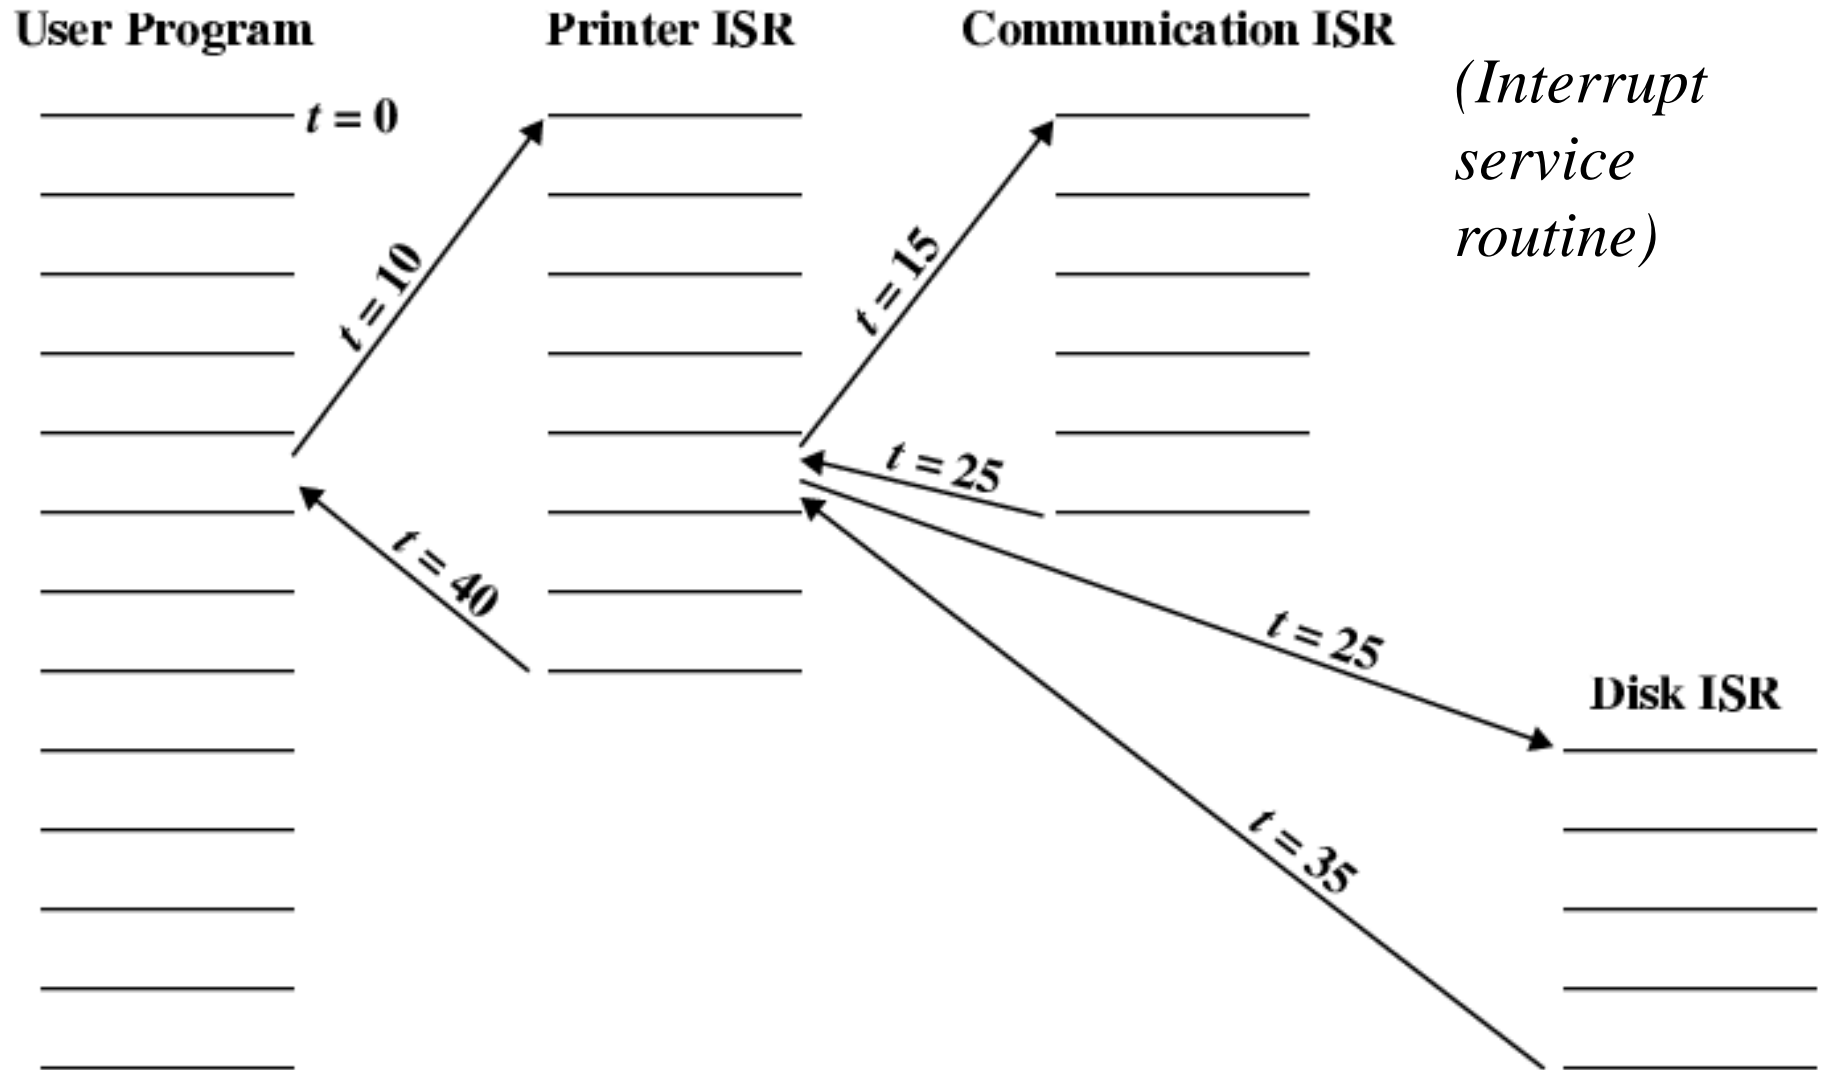 User Program
Printer ISR
Communication ISR
(Interrupt
service
routine)
t = 0
t = 10
t = 15
t = 25
t = 40
t = 25
Disk ISR
t = 35